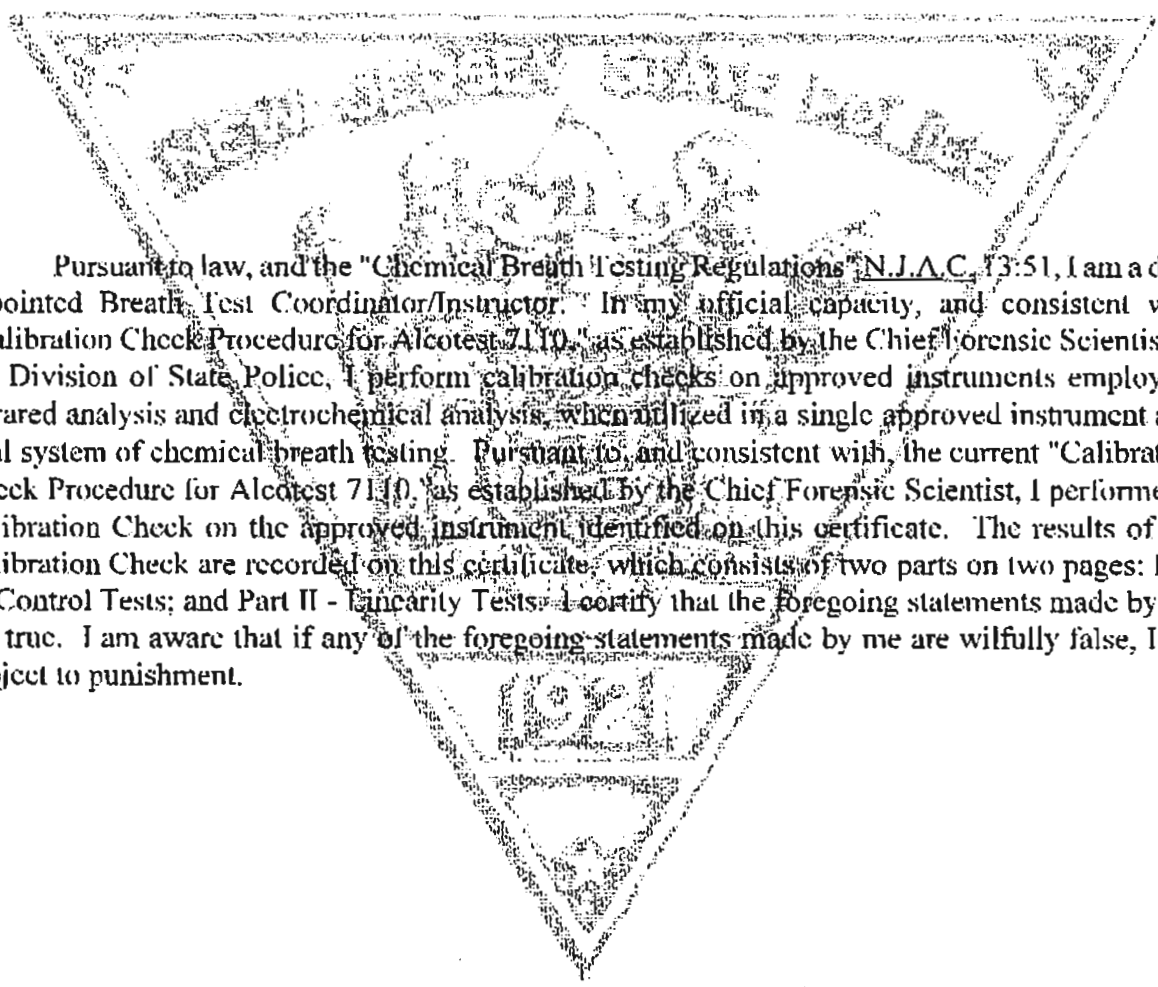 NEW JERSEY STATE POLICE
Pursuant to law, and the "Chemical Breath Testing Regulations" N.J.A.C. 13:51, I am a d
pointed Breath Test Coordinator/Instructor. In my official capacity, and consistent w
alibration Check Procedure for Alcotest 7110," as established by the Chief Forensic Scientis
Division of State Police, I perform calibration checks on approved instruments employ
rared analysis and electrochemical analysis, when utilized in a single approved instrument a
al system of chemical breath testing. Pursuant to, and consistent with, the current "Calibrat
eck Procedure for Alcotest 7110," as established by the Chief Forensic Scientist, I performe
libration Check on the approved instrument identified on this certificate. The results of
libration Check are recorded on this certificate, which consists of two parts on two pages:
Control Tests; and Part II - Linearity Tests. I certify that the foregoing statements made by
true. I am aware that if any of the foregoing statements made by me are wilfully false, I
ject to punishment.
1921